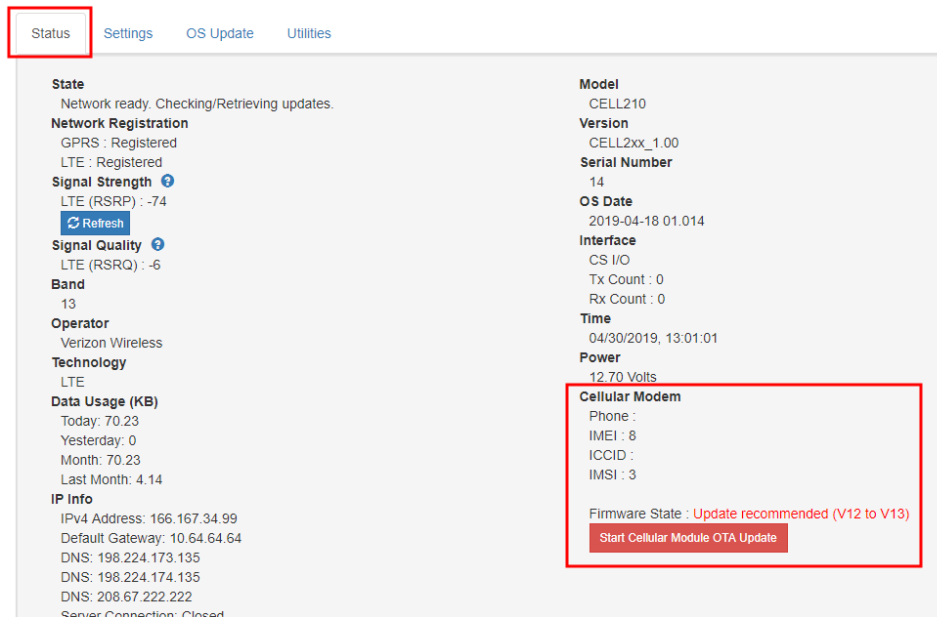 Status Settings OS Update Utilities
State
Network ready. Checking/Retrieving updates.
Network Registration
GPRS : Registered
LTE : Registered
Signal Strength ?
LTE (RSRP) : -74
Refresh
Signal Quality ?
LTE (RSRQ) : -6
Band
13
Operator
Verizon Wireless
Technology
LTE
Data Usage (KB)
Today: 70.23
Yesterday: 0
Month: 70.23
Last Month: 4.14
IP Info
IPv4 Address: 166.167.34.99
Default Gateway: 10.64.64.64
DNS: 198.224.173.135
DNS: 198.224.174.135
DNS: 208.67.222.222
Server Connection: Closed
Model
CELL210
Version
CELL2xx_1.00
Serial Number
14
OS Date
2019-04-18 01.014
Interface
CS I/O
Tx Count : 0
Rx Count : 0
Time
04/30/2019, 13:01:01
Power
12.70 Volts
Cellular Modem
Phone :
IMEI : 8
ICCID :
IMSI : 3
Firmware State : Update recommended (V12 to V13)
Start Cellular Module OTA Update